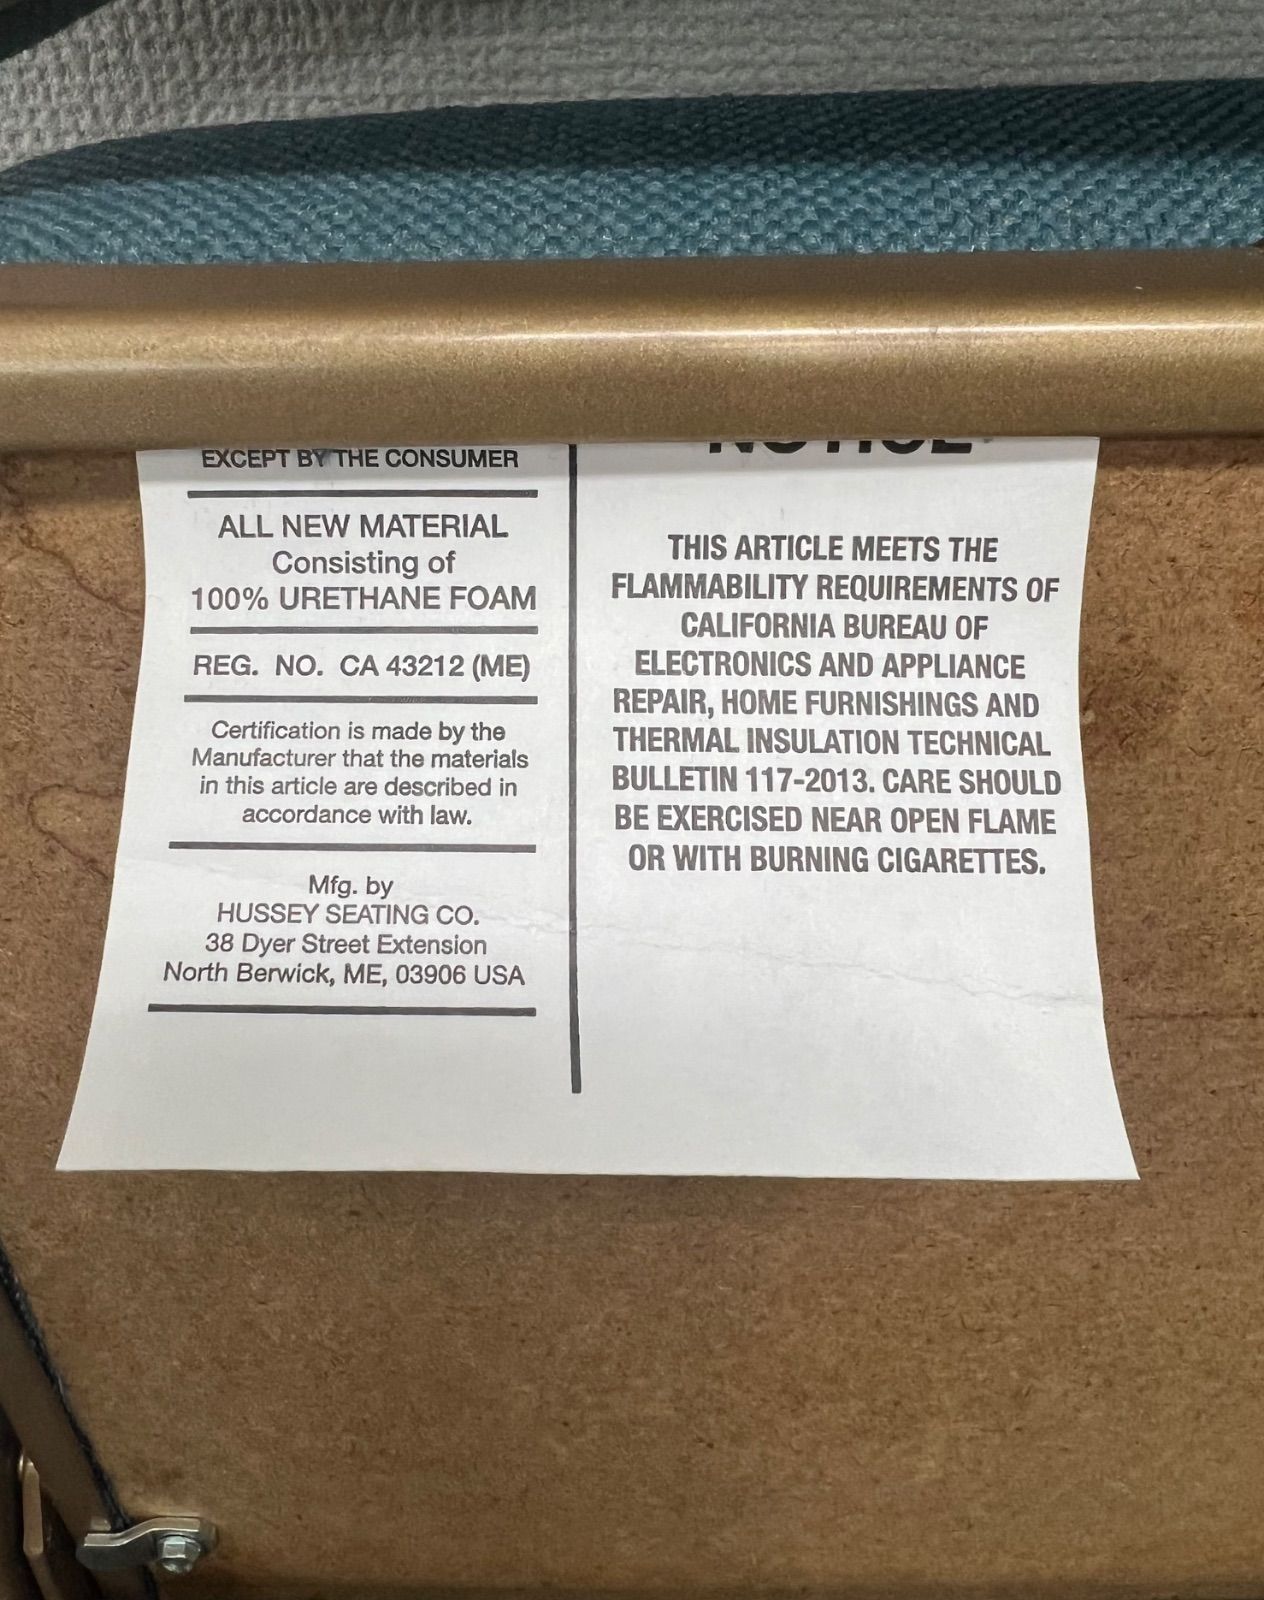 EXCEPT BY THE CONSUMER
ALL NEW MATERIAL
Consisting of
100% URETHANE FOAM
REG. NO. CA 43212 (ME)
Certification is made by the
Manufacturer that the materials
in this article are described in
accordance with law.
Mfg. by
HUSSEY SEATING CO.
38 Dyer Street Extension
North Berwick, ME, 03906 USA
NOTICE
THIS ARTICLE MEETS THE
FLAMMABILITY REQUIREMENTS OF
CALIFORNIA BUREAU OF
ELECTRONICS AND APPLIANCE
REPAIR, HOME FURNISHINGS AND
THERMAL INSULATION TECHNICAL
BULLETIN 117-2013. CARE SHOULD
BE EXERCISED NEAR OPEN FLAME
OR WITH BURNING CIGARETTES.